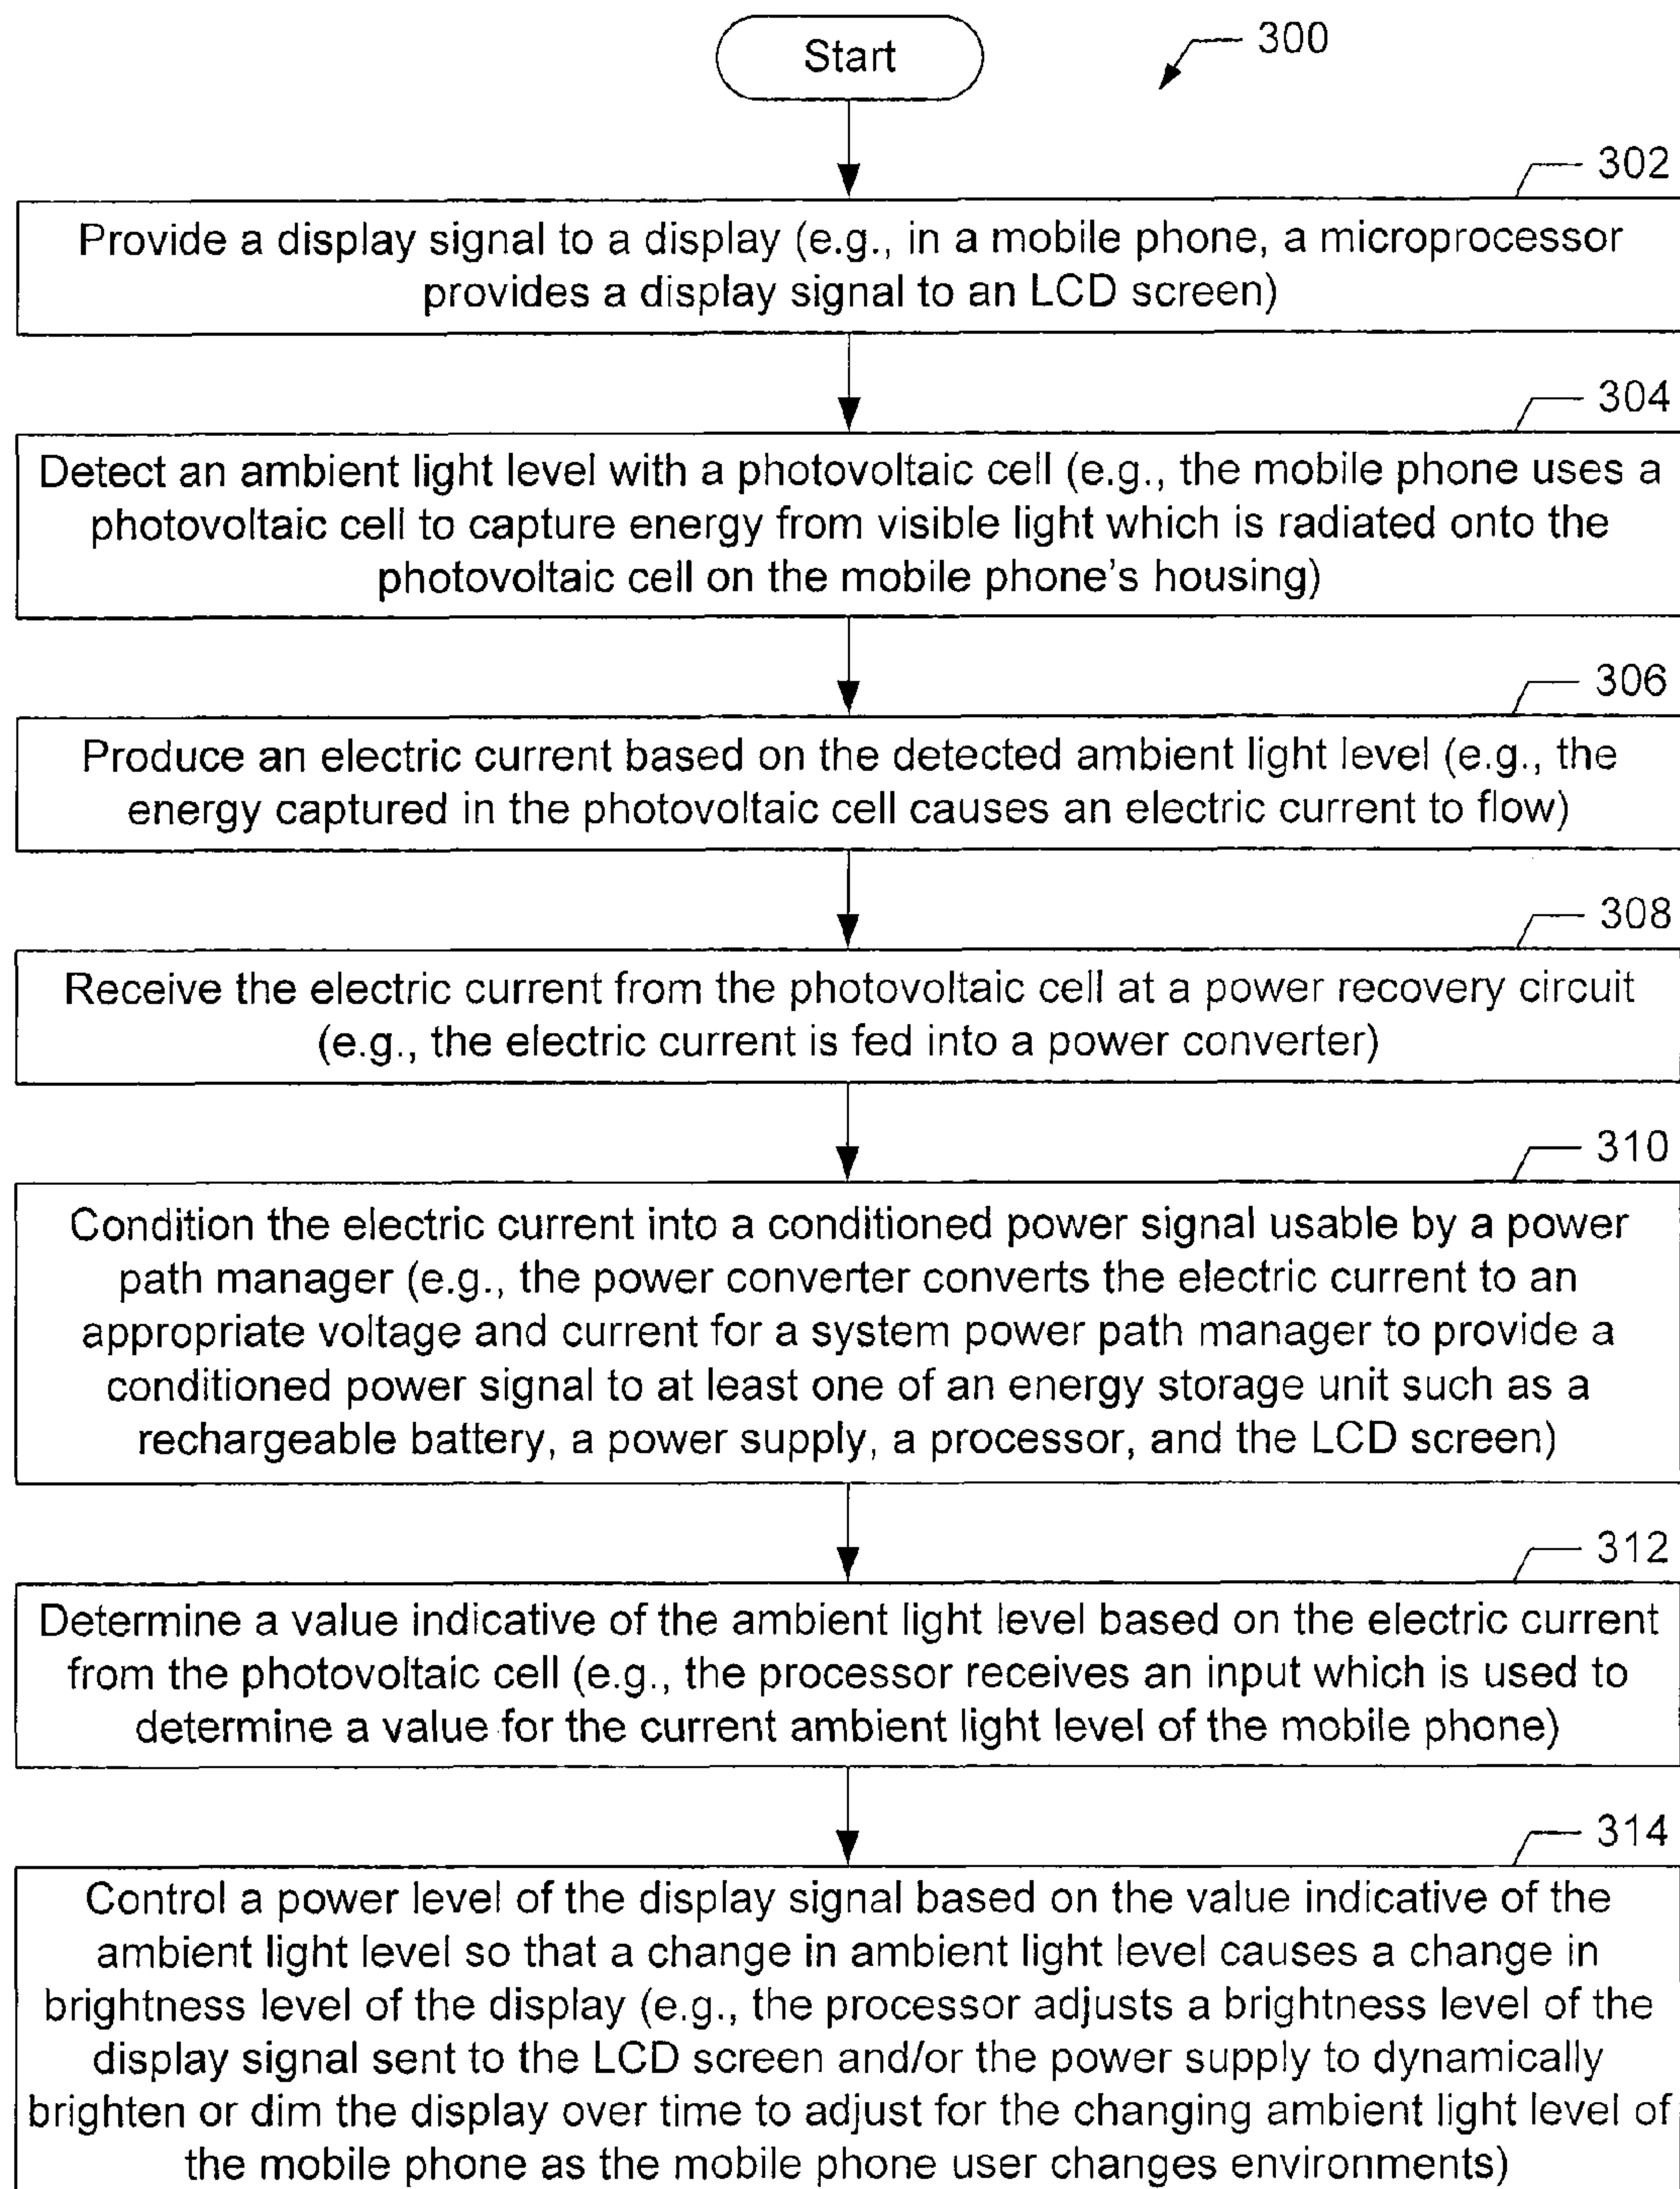 Start
300
302
Provide a display signal to a display (e.g., in a mobile phone, a microprocessor
provides a display signal to an LCD screen)
304
Detect an ambient light level with a photovoltaic cell (e.g., the mobile phone uses a
photovoltaic cell to capture energy from visible light which is radiated onto the
photovoltaic cell on the mobile phone's housing)
306
Produce an electric current based on the detected ambient light level (e.g., the
energy captured in the photovoltaic cell causes an electric current to flow)
308
Receive the electric current from the photovoltaic cell at a power recovery circuit
(e.g., the electric current is fed into a power converter)
310
Condition the electric current into a conditioned power signal usable by a power
path manager (e.g., the power converter converts the electric current to an
appropriate voltage and current for a system power path manager to provide a
conditioned power signal to at least one of an energy storage unit such as a
rechargeable battery, a power supply, a processor, and the LCD screen)
312
Determine a value indicative of the ambient light level based on the electric current
from the photovoltaic cell (e.g., the processor receives an input which is used to
determine a value for the current ambient light level of the mobile phone)
314
Control a power level of the display signal based on the value indicative of the
ambient light level so that a change in ambient light level causes a change in
brightness level of the display (e.g., the processor adjusts a brightness level of the
display signal sent to the LCD screen and/or the power supply to dynamically
brighten or dim the display over time to adjust for the changing ambient light level of
the mobile phone as the mobile phone user changes environments)